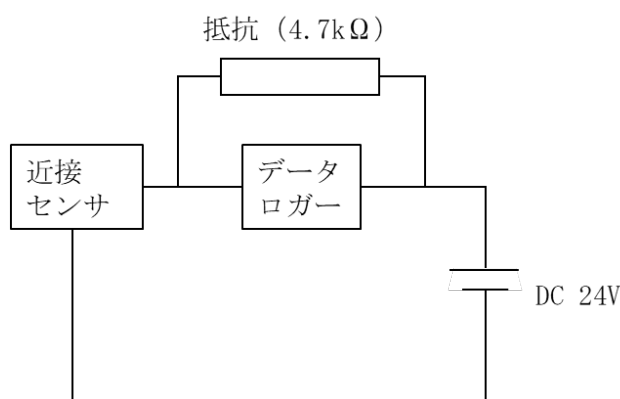 抵抗（4.7kΩ）
近接
センサ
データ
ロガー
DC 24V